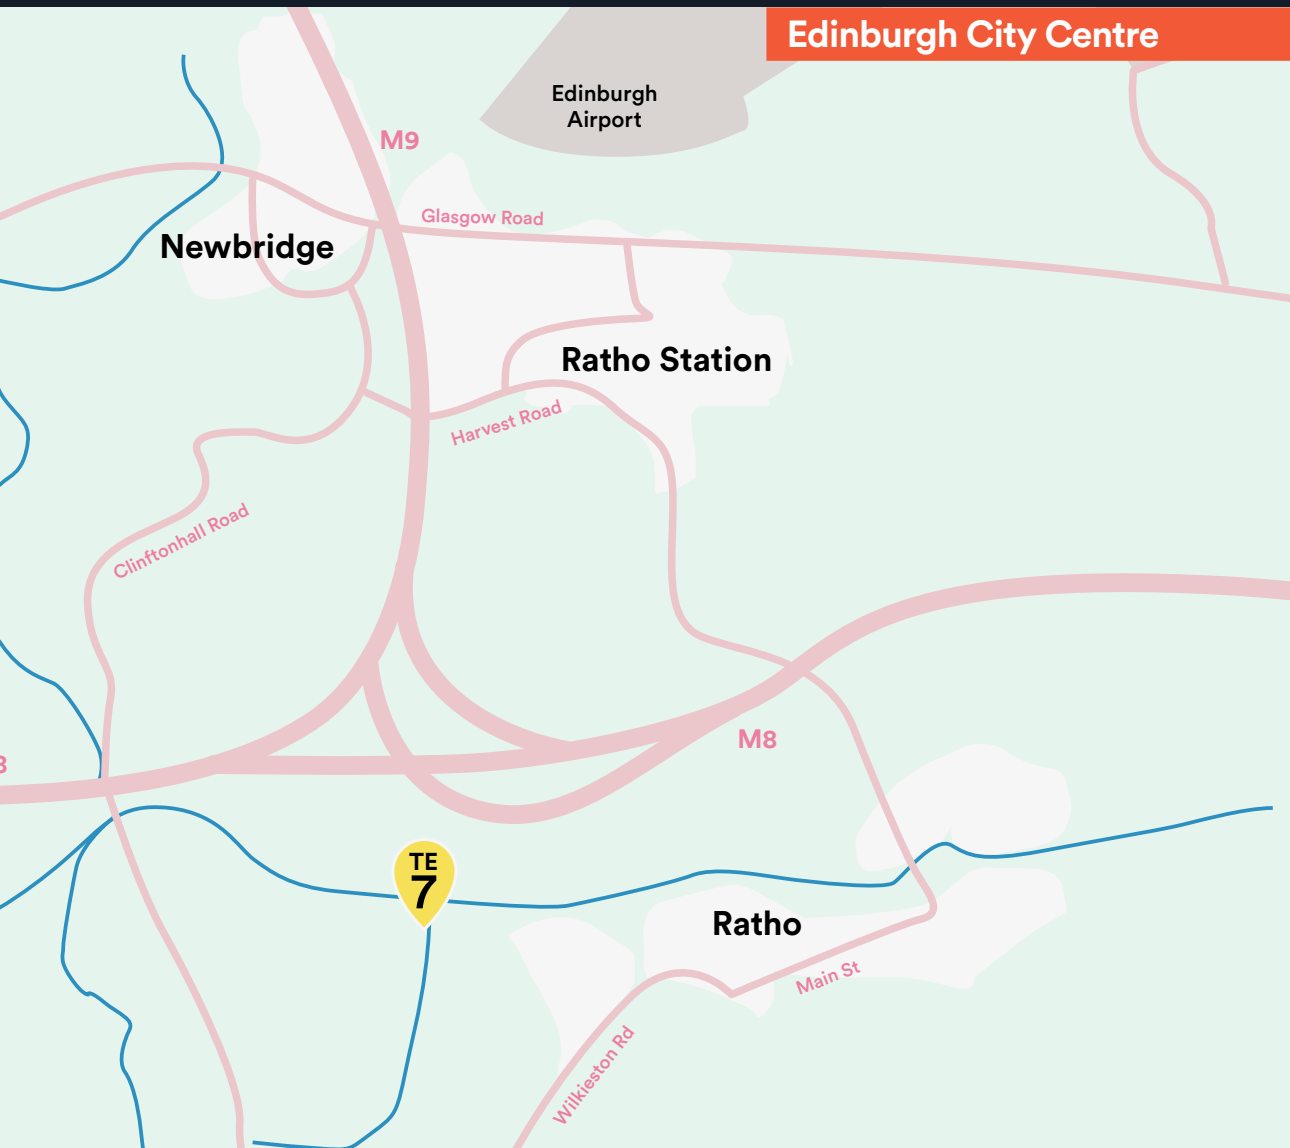 Edinburgh City Centre
Edinburgh
Airport
M9
Glasgow Road
Newbridge
Ratho Station
Harvest Road
Clinftonhall Road
M8
TE
7
Ratho
Main St
Wilkieston Rd